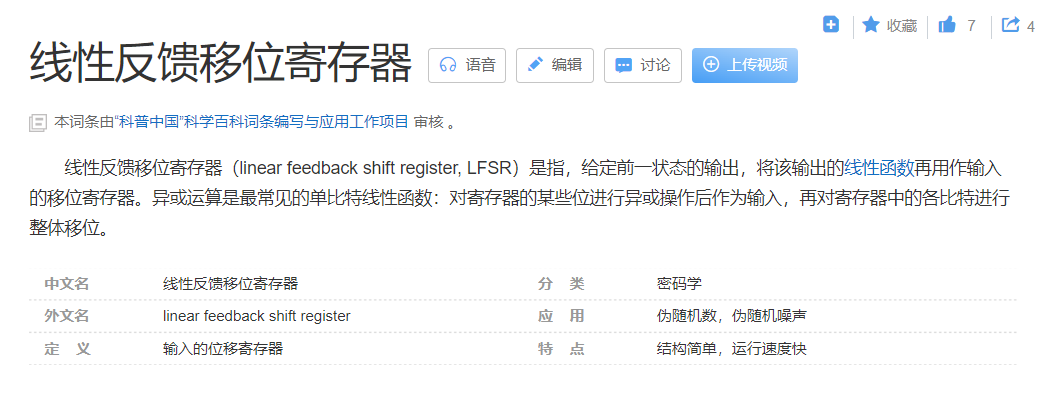 收藏 7 4
线性反馈移位寄存器 语音 编辑 讨论 上传视频
本词条由“科普中国”科学百科词条编写与应用工作项目 审核 。
线性反馈移位寄存器（linear feedback shift register, LFSR）是指，给定前一状态的输出，将该输出的线性函数再用作输入
的移位寄存器。异或运算是最常见的单比特线性函数：对寄存器的某些位进行异或操作后作为输入，再对寄存器中的各比特进行
整体移位。
中文名 线性反馈移位寄存器 分 类 密码学
外文名 linear feedback shift register 应 用 伪随机数，伪随机噪声
定 义 输入的位移寄存器 特 点 结构简单，运行速度快